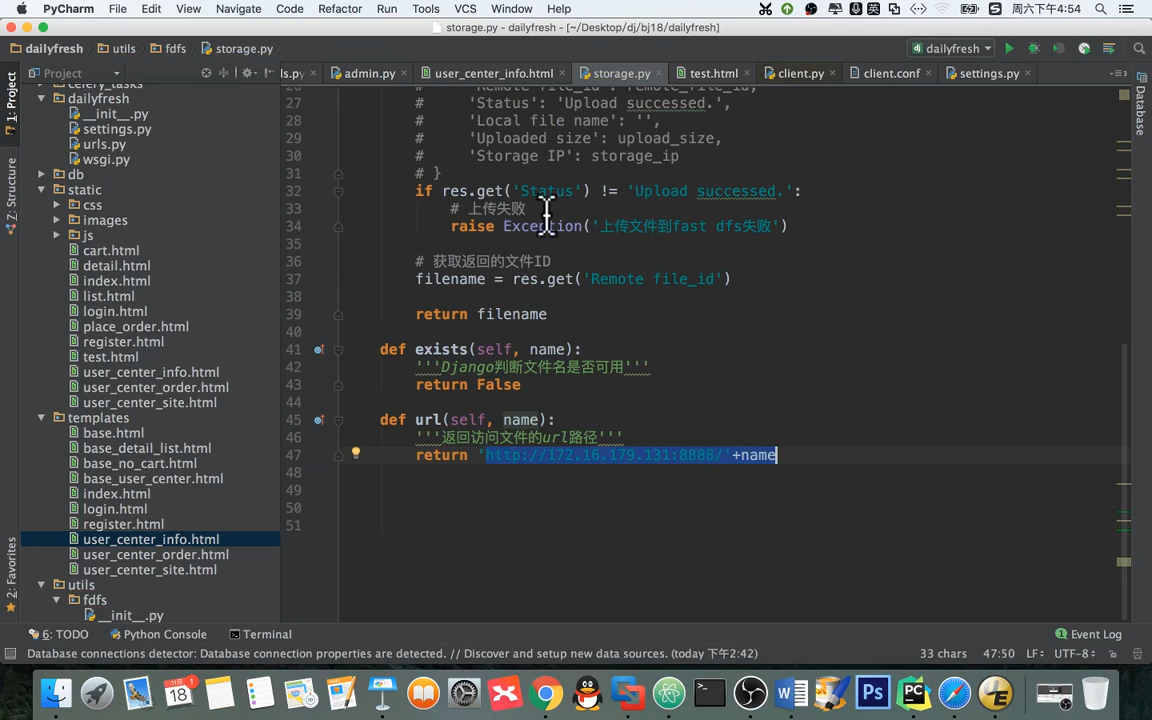 PyCharm File Edit View Navigate Code Refactor Run Tools VCS Window Help 周六下午4:54
storage.py - dailyfresh - [~/Desktop/dj/bj18/dailyfresh]
dailyfresh utils fdfs storage.py dailyfresh
Project ls.py admin.py user_center_info.html storage.py test.html client.py client.conf settings.py
1: Project
Z: Structure
2: Favorites
Database
celery_tasks
dailyfresh
__init__.py
settings.py
urls.py
wsgi.py
db
static
css
images
js
cart.html
detail.html
index.html
list.html
login.html
place_order.html
register.html
test.html
user_center_info.html
user_center_order.html
user_center_site.html
templates
base.html
base_detail_list.html
base_no_cart.html
base_user_center.html
index.html
login.html
register.html
user_center_info.html
user_center_order.html
user_center_site.html
utils
fdfs
__init__.py
26 # 'Remote file_id': remote_file_id,
27 # 'Status': 'Upload successed.',
28 # 'Local file name': '',
29 # 'Uploaded size': upload_size,
30 # 'Storage IP': storage_ip
31 # }
32 if res.get('Status') != 'Upload successed.':
33 # 上传失败
34 raise Exception('上传文件到fast dfs失败')
35
36 # 获取返回的文件ID
37 filename = res.get('Remote file_id')
38
39 return filename
40
41 def exists(self, name):
42 '''Django判断文件名是否可用'''
43 return False
44
45 def url(self, name):
46 '''返回访问文件的url路径'''
47 return 'http://172.16.179.131:8888/'+name
48
49
50
51
6: TODO Python Console Terminal 1 Event Log
Database connections detector: Database connection properties are detected. // Discover and setup new data sources. (today 下午2:42) 33 chars 47:50 LF÷ UTF-8÷